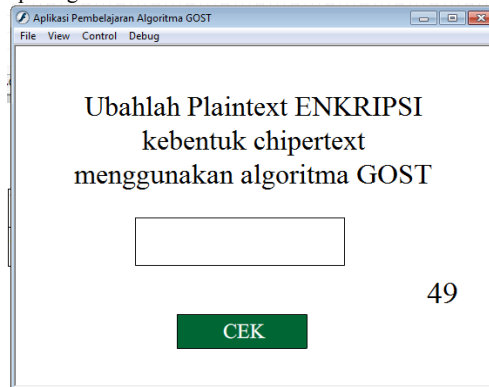 Aplikasi Pembelajaran Algoritma GOST
File View Control Debug
Ubahlah Plaintext ENKRIPSI
kebentuk chipertext
menggunakan algoritma GOST
49
CEK